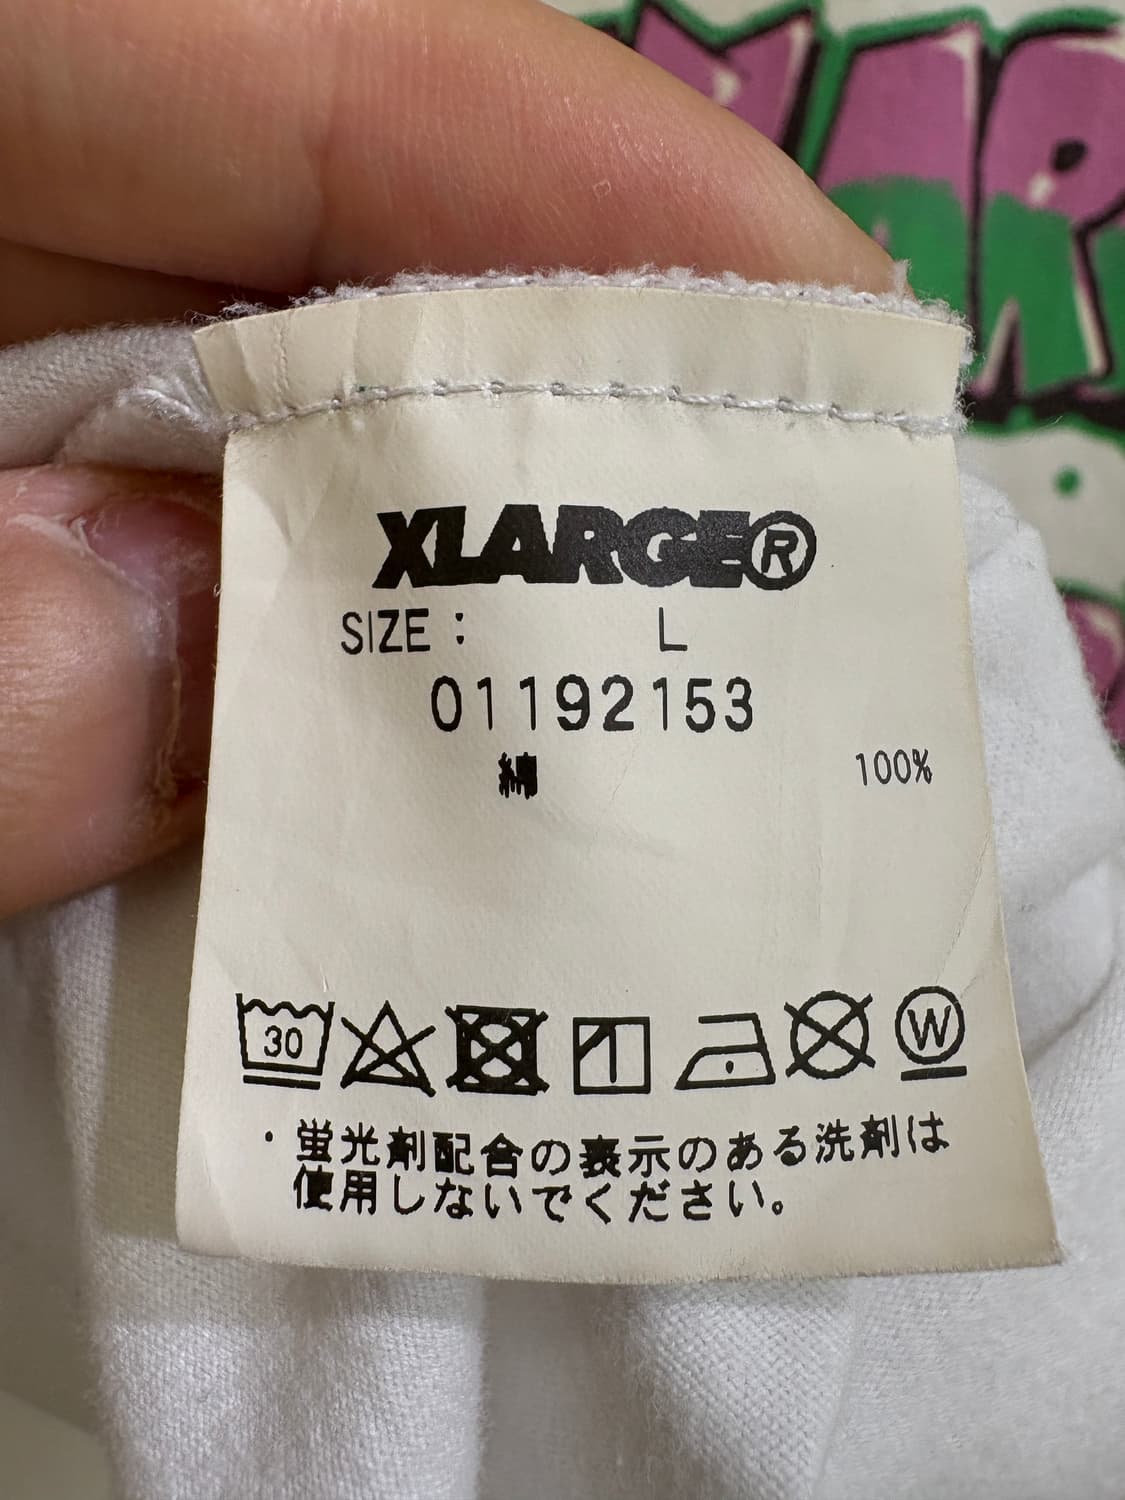 XLARGE®
SIZE : L
01192153
綿 100%
30
W
・蛍光剤配合の表示のある洗剤は
使用しないでください。